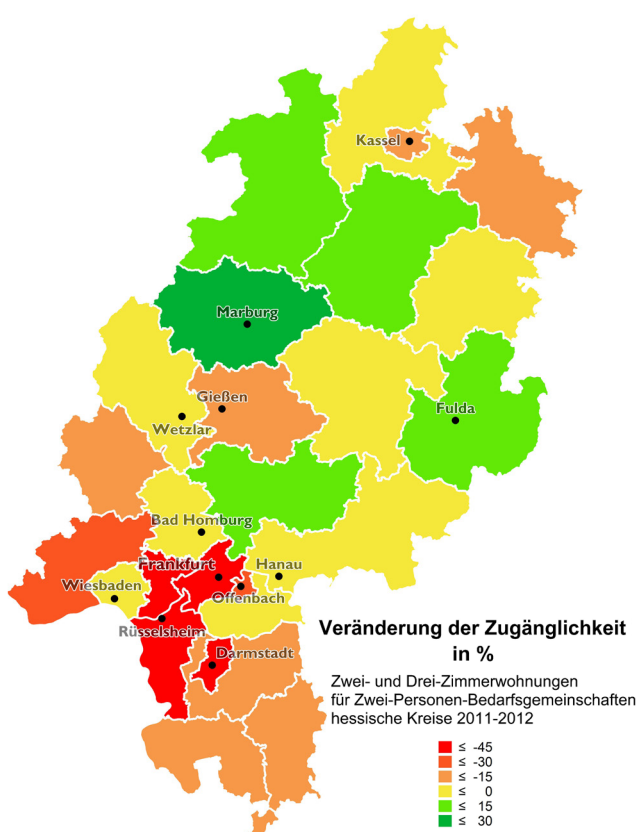 Kassel
Marburg
Gießen
Fulda
Wetzlar
Bad Homburg
Frankfurt
Hanau
Wiesbaden
Offenbach
Rüsselsheim
Darmstadt
Veränderung der Zugänglichkeit
in %
Zwei- und Drei-Zimmerwohnungen
für Zwei-Personen-Bedarfsgemeinschaften
hessische Kreise 2011-2012
≤ -45
≤ -30
≤ -15
≤ 0
≤ 15
≤ 30